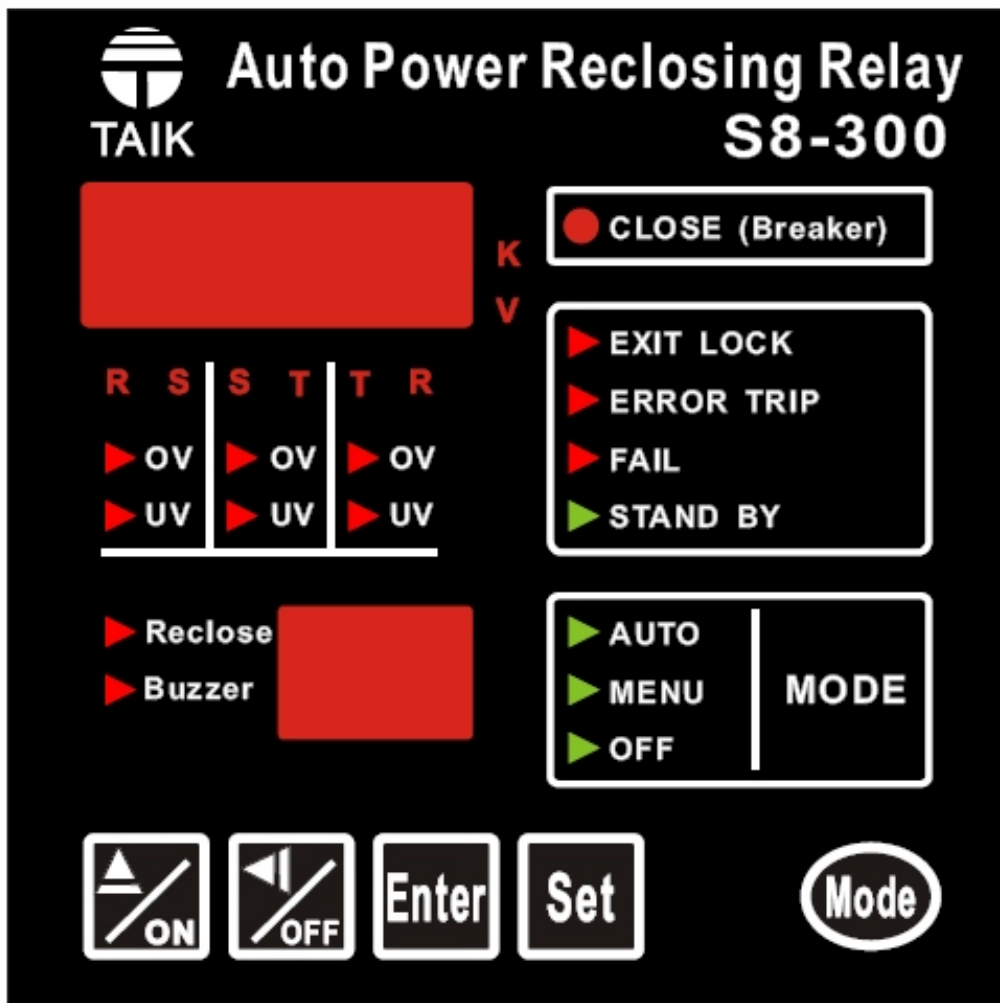 TAIK
Auto Power Reclosing Relay
S8-300
K
V
CLOSE (Breaker)
EXIT LOCK
ERROR TRIP
FAIL
STAND BY
R S S T T R
OV OV OV
UV UV UV
Reclose
Buzzer
AUTO
MENU
OFF
MODE
ON
OFF
Enter
Set
Mode